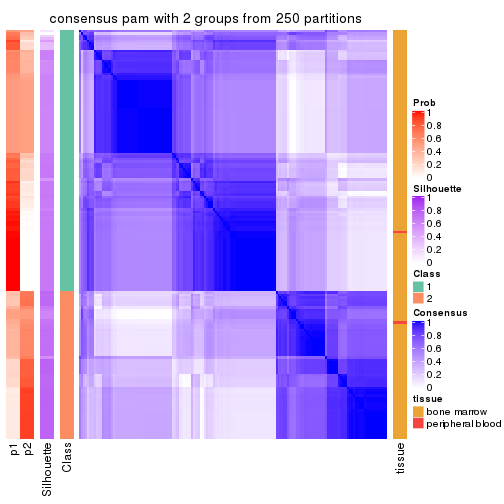 consensus pam with 2 groups from 250 partitions
Prob
1
0.8
0.6
0.4
0.2
0
Silhouette
1
0.8
0.6
0.4
0.2
0
Class
1
2
Consensus
1
0.8
0.6
0.4
0.2
0
tissue
bone marrow
peripheral blood
p1
p2
Silhouette
Class
tissue